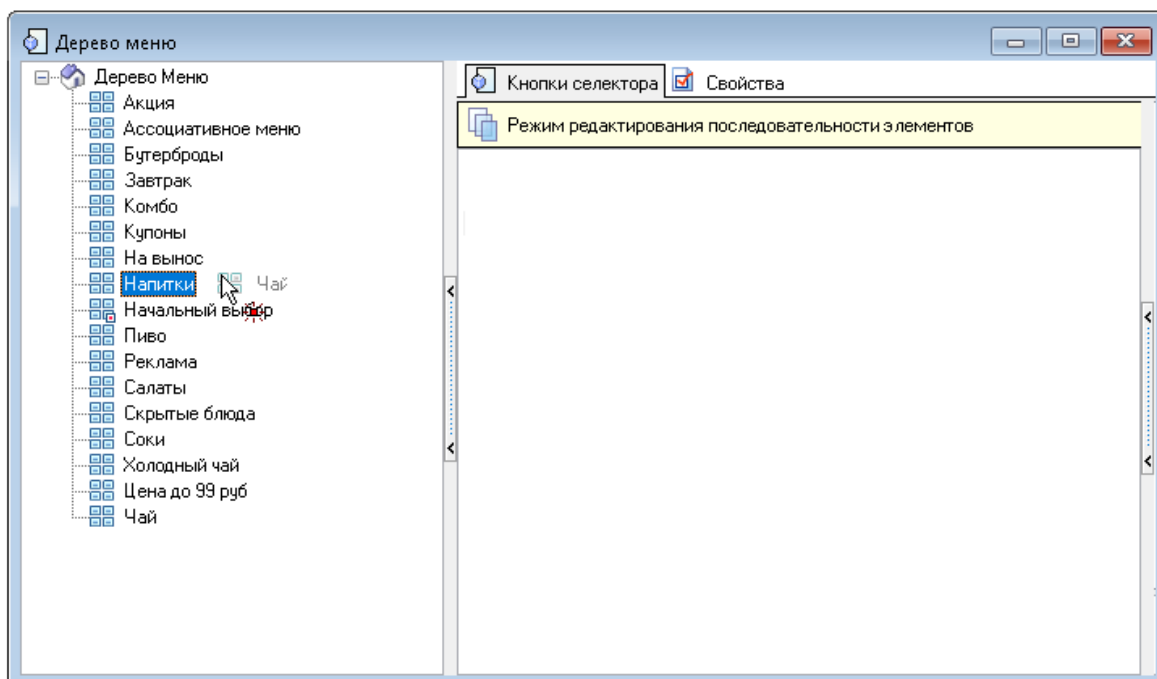 Дерево меню
Дерево Меню
Акция
Ассоциативное меню
Бутерброды
Завтрак
Комбо
Купоны
На вынос
Напитки Чай
Начальный выбор
Пиво
Реклама
Салаты
Скрытые блюда
Соки
Холодный чай
Цена до 99 руб
Чай
Кнопки селектора Свойства
Режим редактирования последовательности элементов